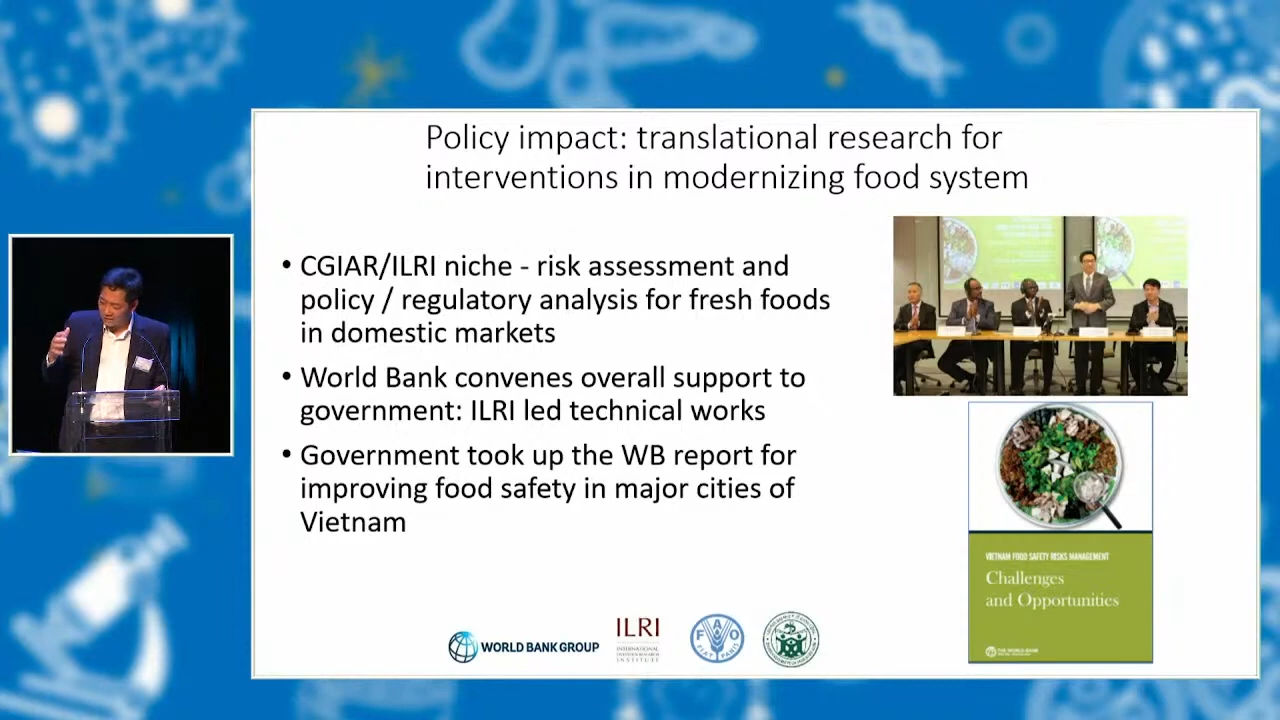 Policy impact: translational research for
interventions in modernizing food system
• CGIAR/ILRI niche - risk assessment and
policy / regulatory analysis for fresh foods
in domestic markets
• World Bank convenes overall support to
government: ILRI led technical works
• Government took up the WB report for
improving food safety in major cities of
Vietnam
VIETNAM FOOD SAFETY RISKS MANAGEMENT
Challenges
and Opportunities
THE WORLD BANK
WORLD BANK GROUP
ILRI
INTERNATIONAL
LIVESTOCK RESEARCH
INSTITUTE
FAO
FIAT PANIS